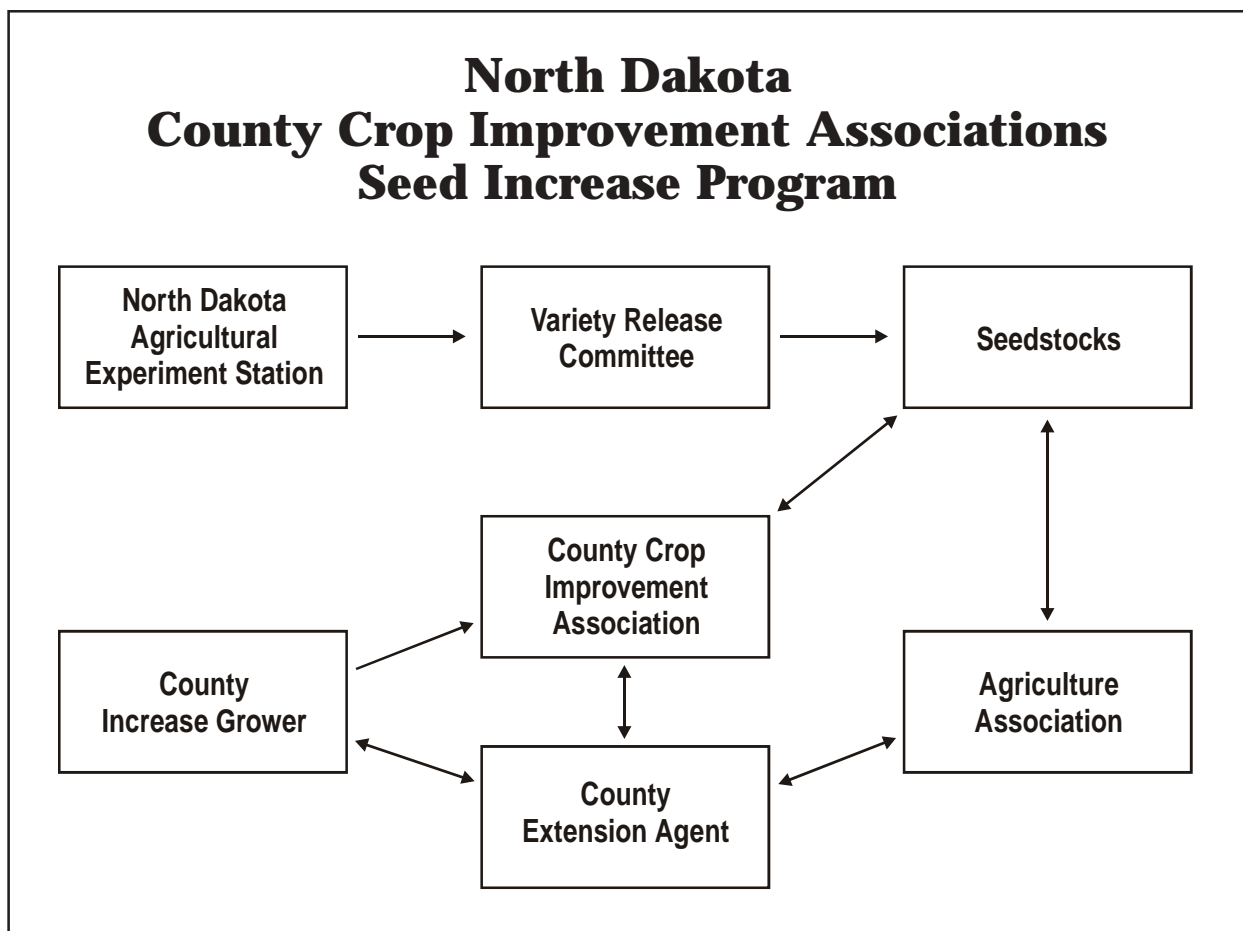 North Dakota
County Crop Improvement Associations
Seed Increase Program
North Dakota
Agricultural
Experiment Station
Variety Release
Committee
Seedstocks
County Crop
Improvement
Association
County
Increase Grower
Agriculture
Association
County
Extension Agent